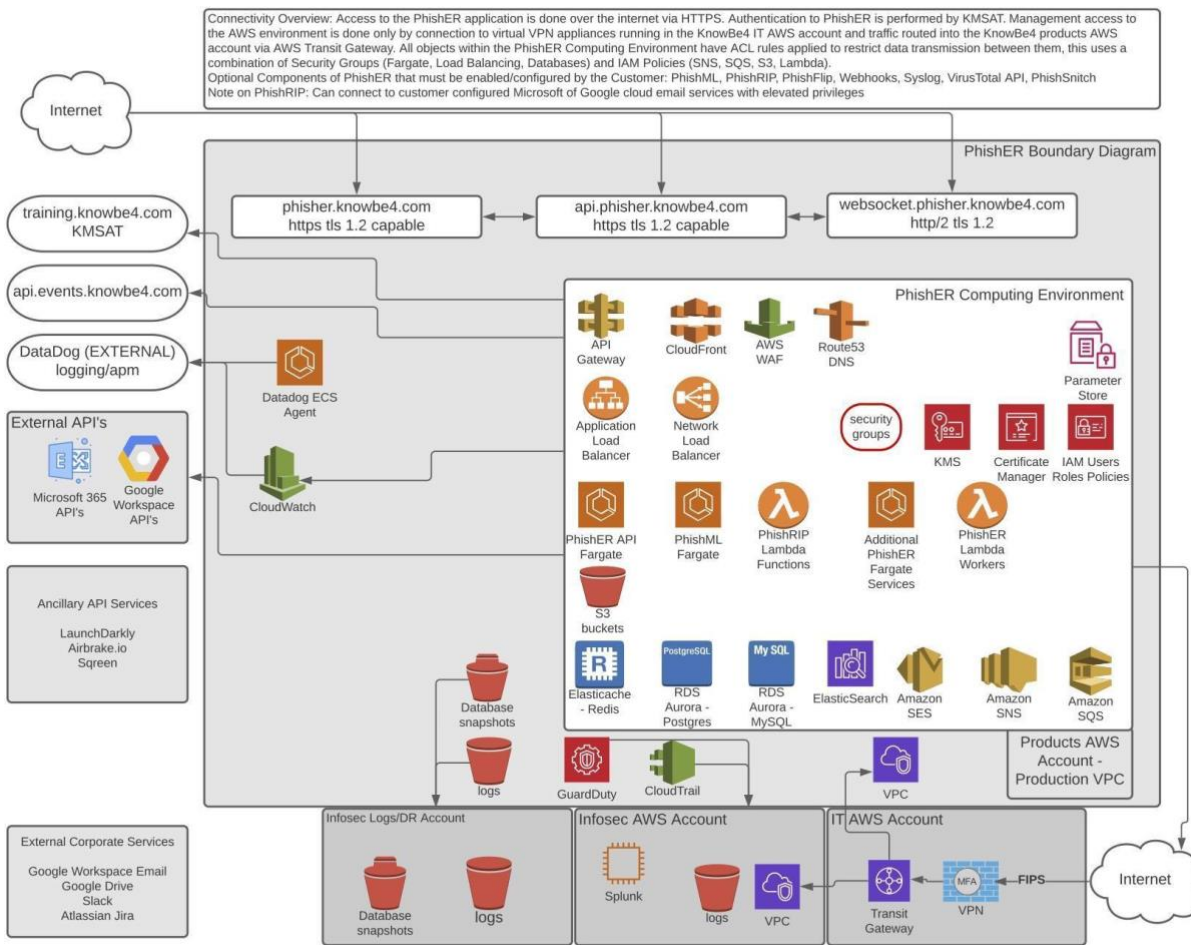 Connectivity Overview: Access to the PhishER application is done over the internet via HTTPS. Authentication to PhishER is performed by KMSAT. Management access to
the AWS environment is done only by connection to virtual VPN appliances running in the KnowBe4 IT AWS account and traffic routed into the KnowBe4 products AWS
account via AWS Transit Gateway. All objects within the PhishER Computing Environment have ACL rules applied to restrict data transmission between them, this uses a
combination of Security Groups (Fargate, Load Balancing, Databases) and IAM Policies (SNS, SQS, S3, Lambda).
Optional Components of PhishER that must be enabled/configured by the Customer: PhishML, PhishRIP, PhishFlip, Webhooks, Syslog, VirusTotal API, PhishSnitch
Note on PhishRIP: Can connect to customer configured Microsoft of Google cloud email services with elevated privileges
Internet
PhishER Boundary Diagram
training.knowbe4.com
KMSAT
phisher.knowbe4.com
https tls 1.2 capable
api.phisher.knowbe4.com
https tls 1.2 capable
websocket.phisher.knowbe4.com
http/2 tls 1.2
api.events.knowbe4.com
PhishER Computing Environment
API
Gateway
CloudFront
AWS
WAF
Route53
DNS
Parameter
Store
DataDog (EXTERNAL)
logging/apm
Datadog ECS
Agent
Application
Load
Balancer
Network
Load
Balancer
security
groups
KMS
Certificate
Manager
IAM Users
Roles Policies
External API's
E
Microsoft 365
API's
Google
Workspace
API's
CloudWatch
PhishER API
Fargate
PhishML
Fargate
PhishRIP
Lambda
Functions
Additional
PhishER
Fargate
Services
PhishER
Lambda
Workers
S3
buckets
Ancillary API Services
LaunchDarkly
Airbrake.io
Sqreen
R
Elasticache
- Redis
PostgreSQL
RDS
Aurora -
Postgres
My SQL
RDS
Aurora -
MySQL
ElasticSearch
Amazon
SES
Amazon
SNS
Amazon
SQS
Database
snapshots
logs
GuardDuty
CloudTrail
VPC
Products AWS
Account -
Production VPC
External Corporate Services
Google Workspace Email
Google Drive
Slack
Atlassian Jira
Infosec Logs/DR Account
Database
snapshots
logs
Infosec AWS Account
Splunk
logs
VPC
IT AWS Account
Transit
Gateway
MFA
VPN
FIPS
Internet